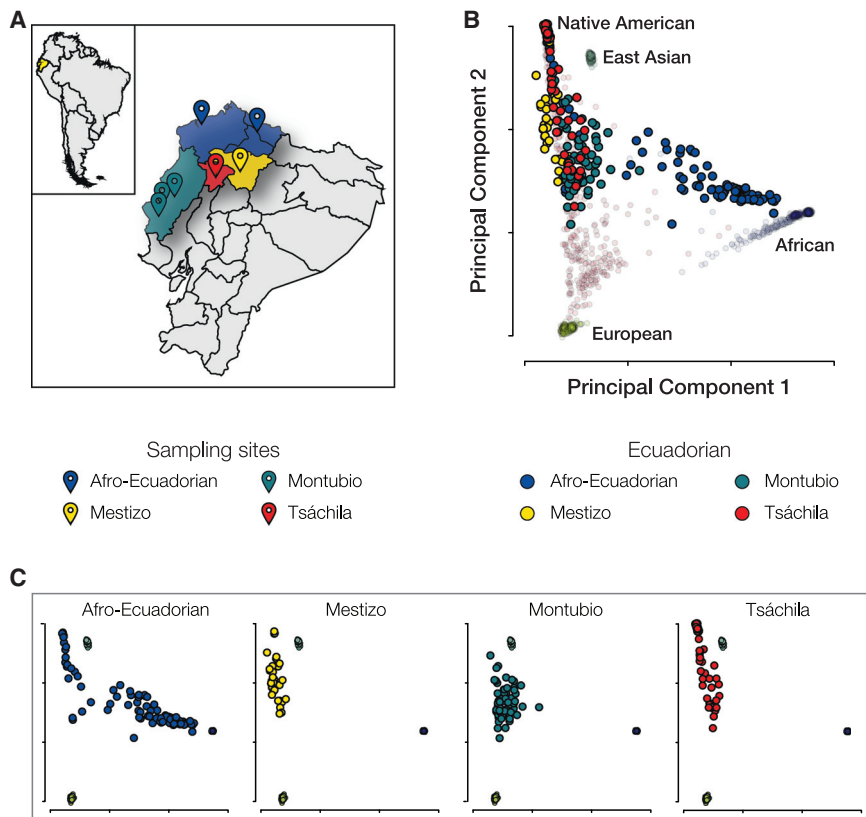 A
B
Native American
East Asian
African
European
Principal Component 2
Principal Component 1
Sampling sites
Afro-Ecuadorian
Montubio
Mestizo
Tsáchila
Ecuadorian
Afro-Ecuadorian
Montubio
Mestizo
Tsáchila
C
Afro-Ecuadorian
Mestizo
Montubio
Tsáchila